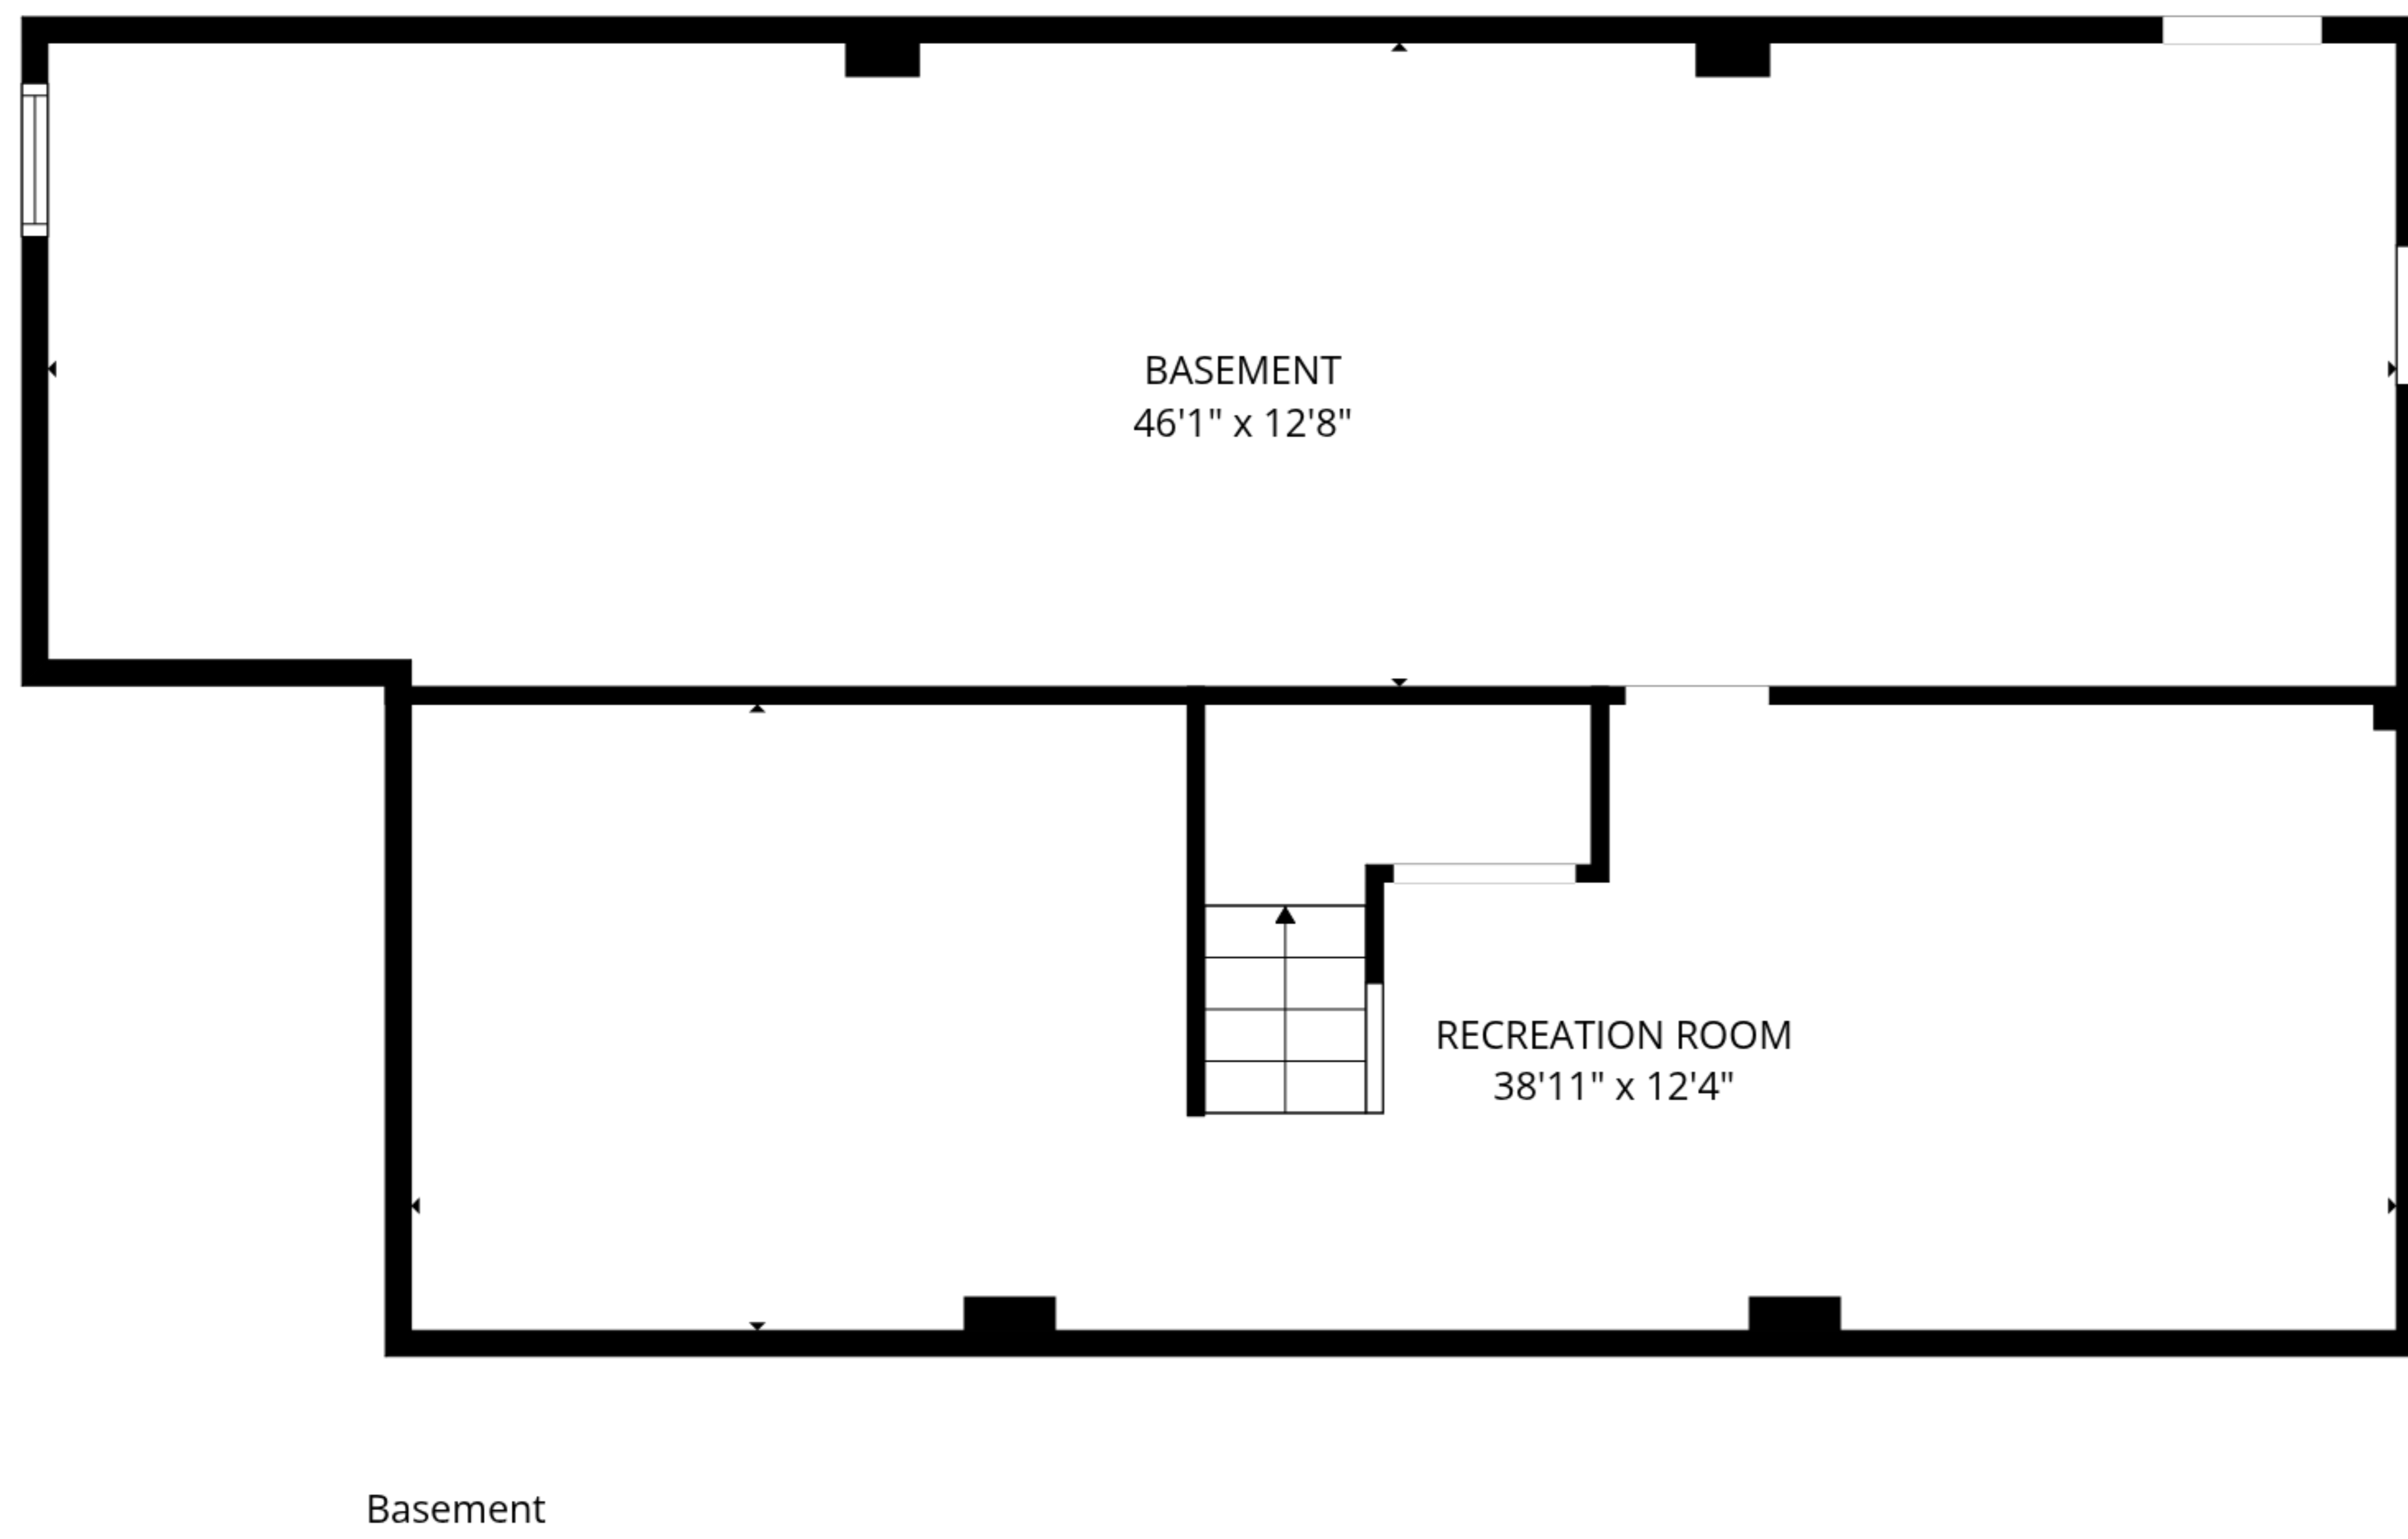 BASEMENT
46'1" x 12'8"
RECREATION ROOM
38'11" x 12'4"
Basement